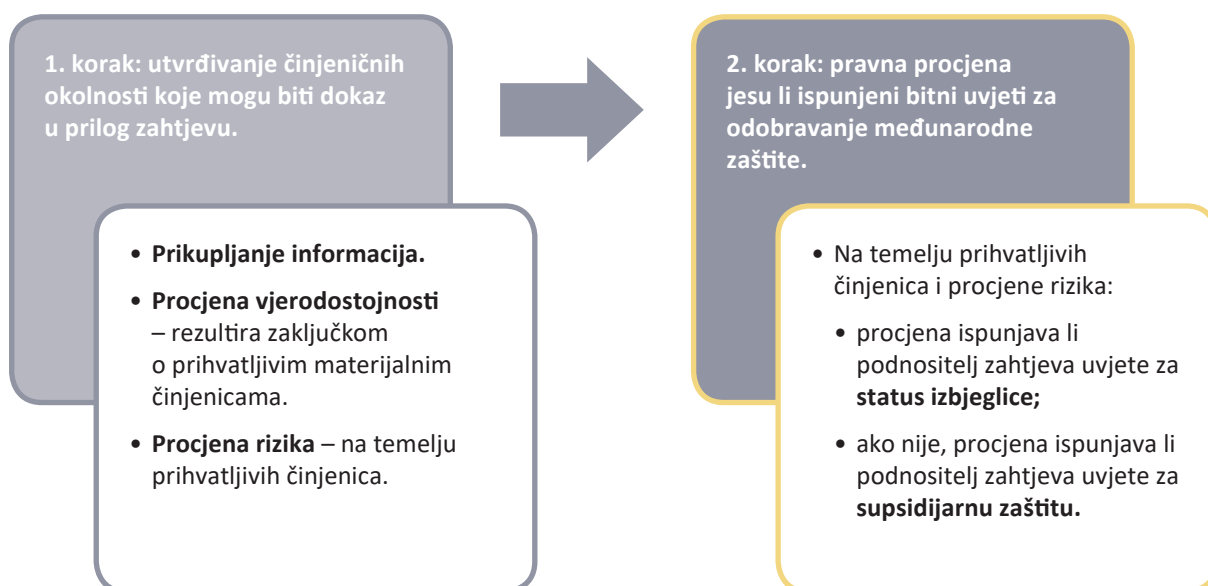 1. korak: utvrđivanje činjeničnih
okolnosti koje mogu biti dokaz
u prilog zahtjevu.
• Prikupljanje informacija.
• Procjena vjerodostojnosti
– rezultira zaključkom
o prihvatljivim materijalnim
činjenicama.
• Procjena rizika – na temelju
prihvatljivih činjenica.
2. korak: pravna procjena
jesu li ispunjeni bitni uvjeti za
odobravanje međunarodne
zaštite.
• Na temelju prihvatljivih
činjenica i procjene rizika:
• procjena ispunjava li
podnositelj zahtjeva uvjete za
status izbjeglice;
• ako nije, procjena ispunjava li
podnositelj zahtjeva uvjete za
supsidijarnu zaštitu.